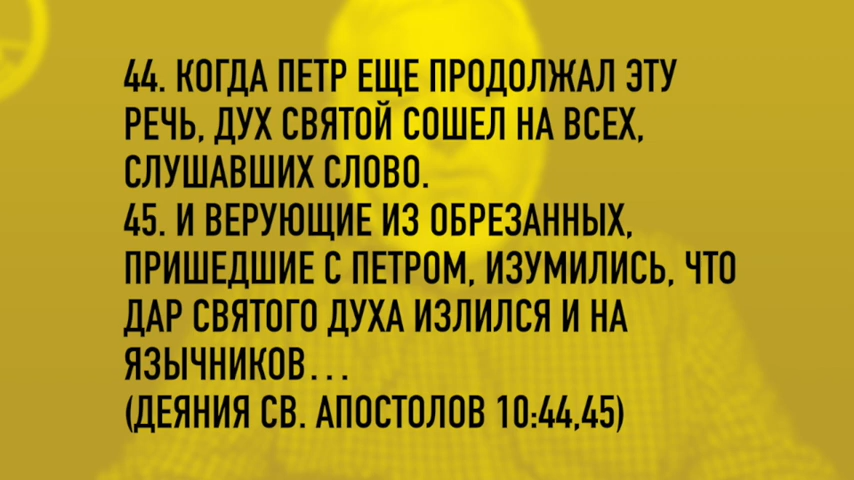 44. КОГДА ПЕТР ЕЩЕ ПРОДОЛЖАЛ ЭТУ
РЕЧЬ, ДУХ СВЯТОЙ СОШЕЛ НА ВСЕХ,
СЛУШАВШИХ СЛОВО.
45. И ВЕРУЮЩИЕ ИЗ ОБРЕЗАННЫХ,
ПРИШЕДШИЕ С ПЕТРОМ, ИЗУМИЛИСЬ, ЧТО
ДАР СВЯТОГО ДУХА ИЗЛИЛСЯ И НА
ЯЗЫЧНИКОВ...
(ДЕЯНИЯ СВ. АПОСТОЛОВ 10:44,45)